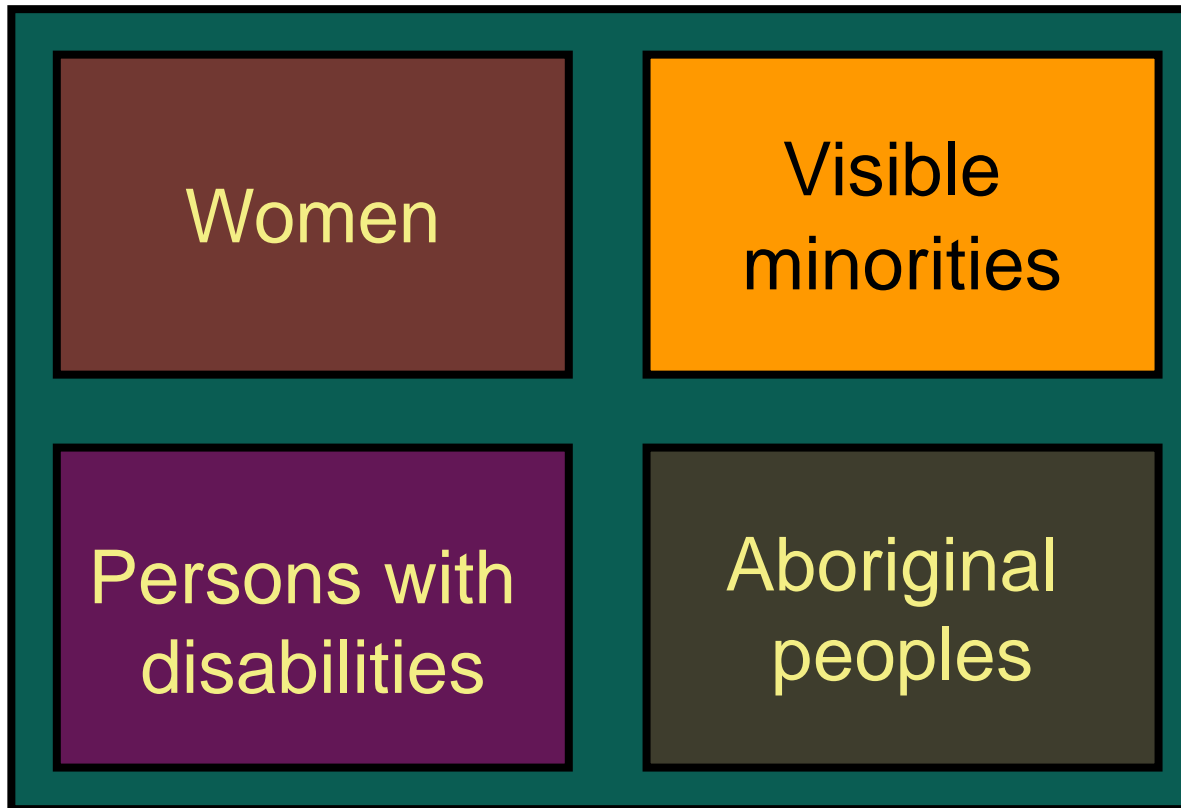 Women
Visible
minorities
Persons with
disabilities
Aboriginal
peoples